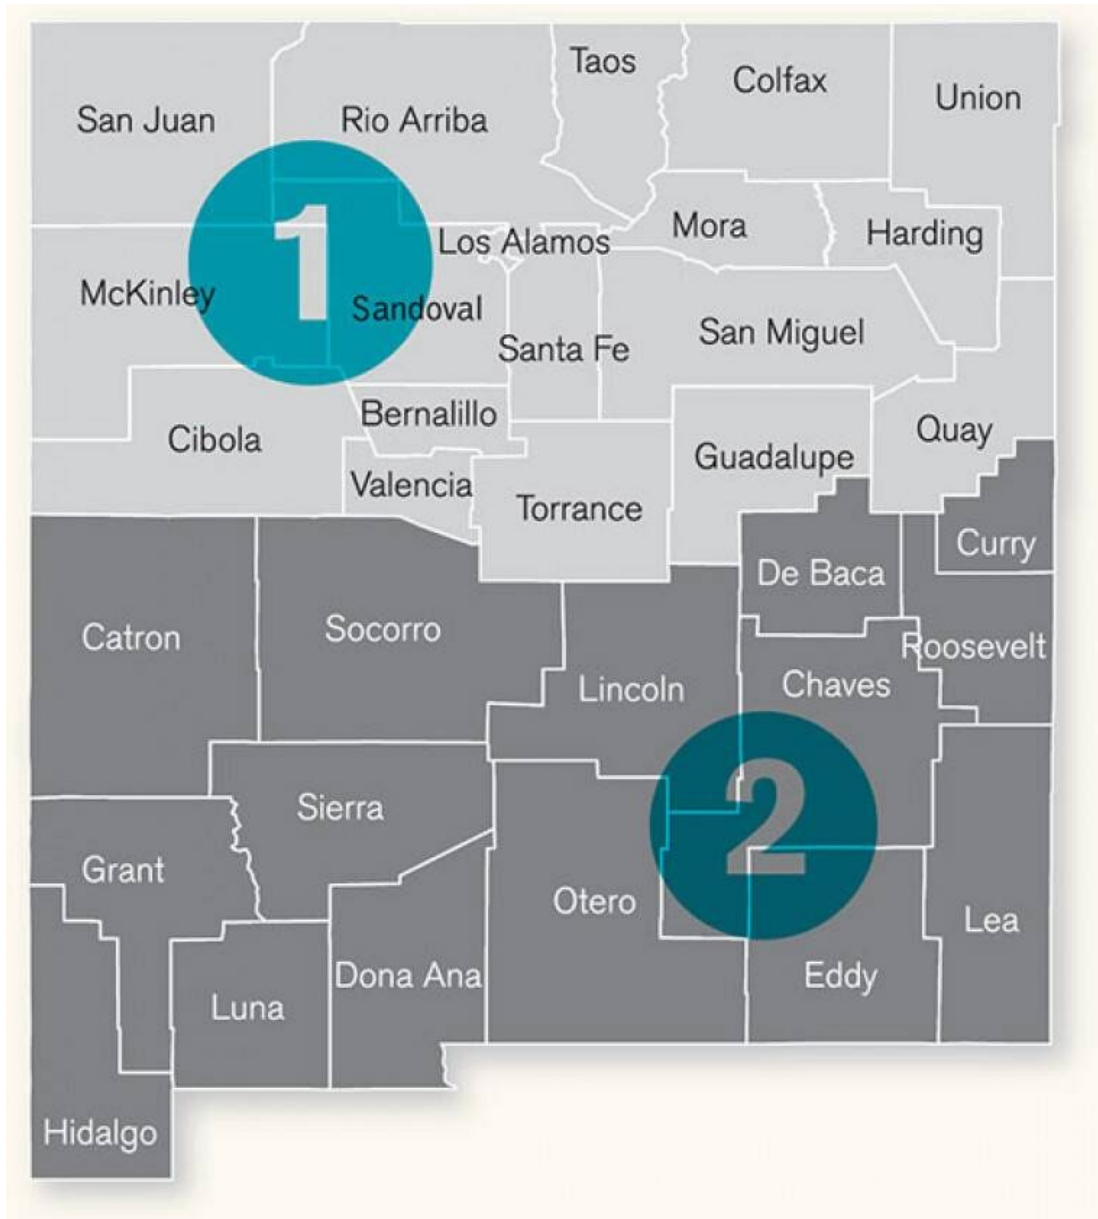 Taos
Colfax
Union
San Juan
Rio Arriba
Mora
Harding
1
Los Alamos
McKinley
Sandoval
San Miguel
Santa Fe
Bernalillo
Cibola
Quay
Guadalupe
Valencia
Torrance
Curry
De Baca
Catron
Socorro
Roosevelt
Lincoln
Chaves
Sierra
2
Grant
Otero
Lea
Dona Ana
Eddy
Luna
Hidalgo